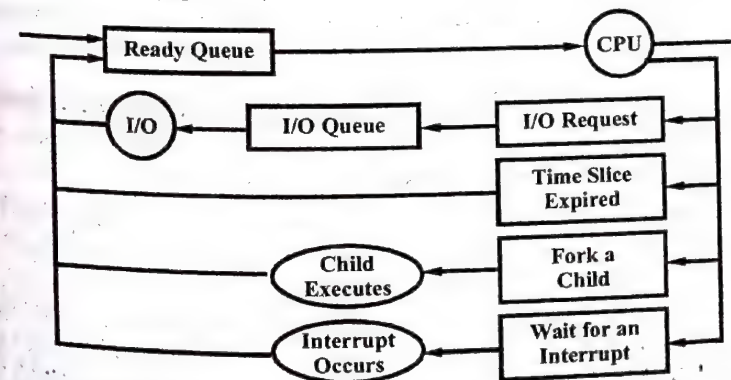 Ready Queue
CPU
I/O
I/O Queue
I/O Request
Time Slice
Expired
Child
Executes
Fork a
Child
Interrupt
Occurs
Wait for an
Interrupt